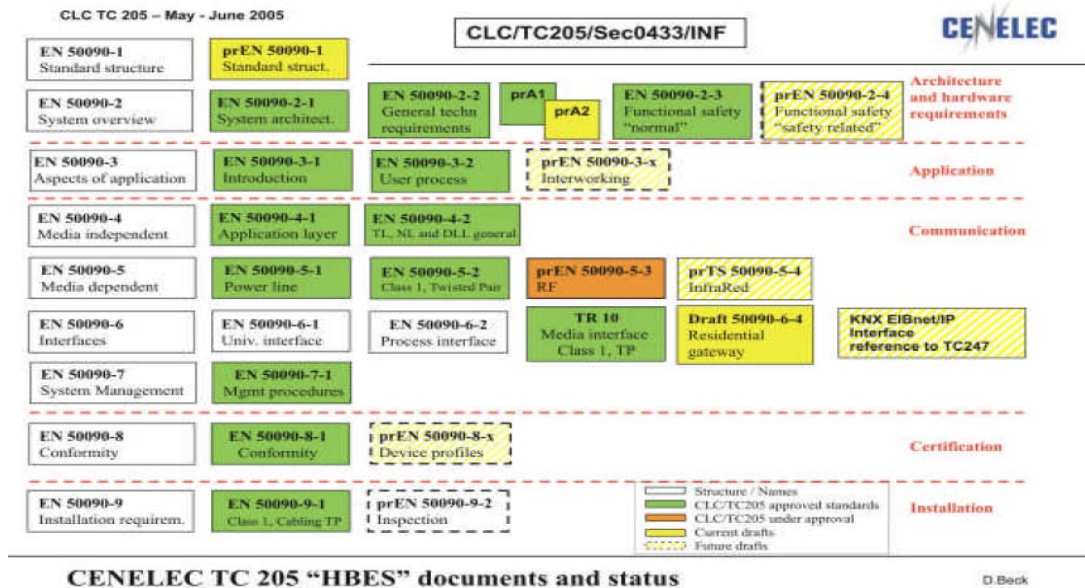 CLC TC 205 – May - June 2005
CLC/TC205/Sec0433/INF
CENELEC
EN 50090-1
Standard structure
prEN 50090-1
Standard struct.
EN 50090-2
System overview
EN 50090-2-1
System architect.
EN 50090-2-2
General techn
requirements
prA1
prA2
EN 50090-2-3
Functional safety
“normal”
prEN 50090-2-4
Functional safety
“safety related”
Architecture
and hardware
requirements
EN 50090-3
Aspects of application
EN 50090-3-1
Introduction
EN 50090-3-2
User process
prEN 50090-3-x
Interworking
Application
EN 50090-4
Media independent
EN 50090-4-1
Application layer
EN 50090-4-2
TL, NL and DLL general
Communication
EN 50090-5
Media dependent
EN 50090-5-1
Power line
EN 50090-5-2
Class 1, Twisted Pair
prEN 50090-5-3
RF
prTS 50090-5-4
InfraRed
EN 50090-6
Interfaces
EN 50090-6-1
Univ. interface
EN 50090-6-2
Process interface
TR 10
Media interface
Class 1, TP
Draft 50090-6-4
Residential
gateway
KNX EIBnet/IP
Interface
reference to TC247
EN 50090-7
System Management
EN 50090-7-1
Mgmt procedures
EN 50090-8
Conformity
EN 50090-8-1
Conformity
prEN 50090-8-x
Device profiles
Certification
EN 50090-9
Installation requirem.
EN 50090-9-1
Class 1, Cabling TP
prEN 50090-9-2
Inspection
Structure / Names
CLC/TC205 approved standards
CLC/TC205 under approval
Current drafts
Future drafts
Installation
CENELEC TC 205 “HBES” documents and status
D.Beck